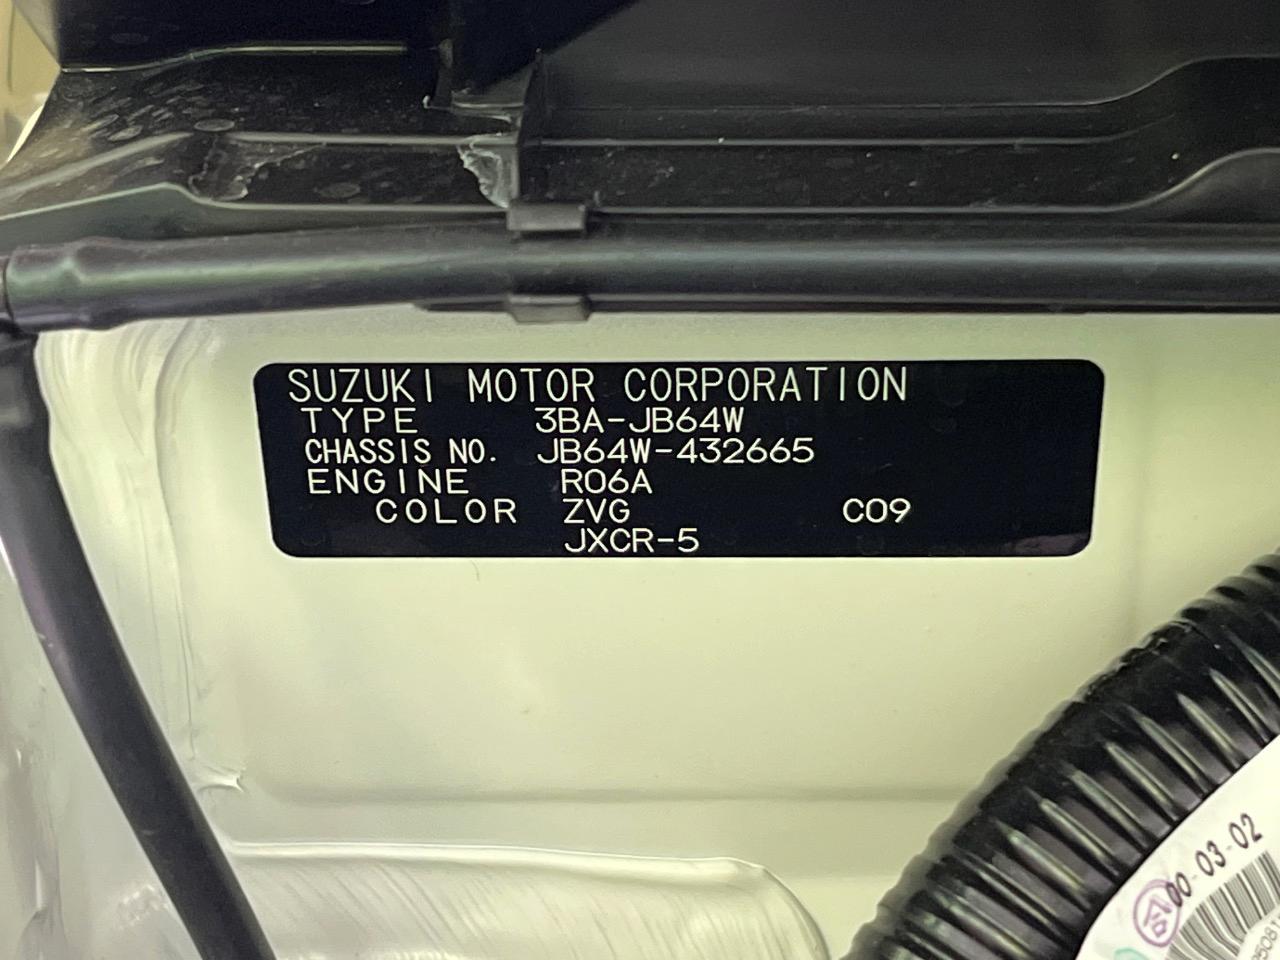 SUZUKI MOTOR CORPORATION
TYPE 3BA-JB64W
CHASSIS NO. JB64W-432665
ENGINE R06A
COLOR ZVG C09
JXCR-5
合 00-03-02